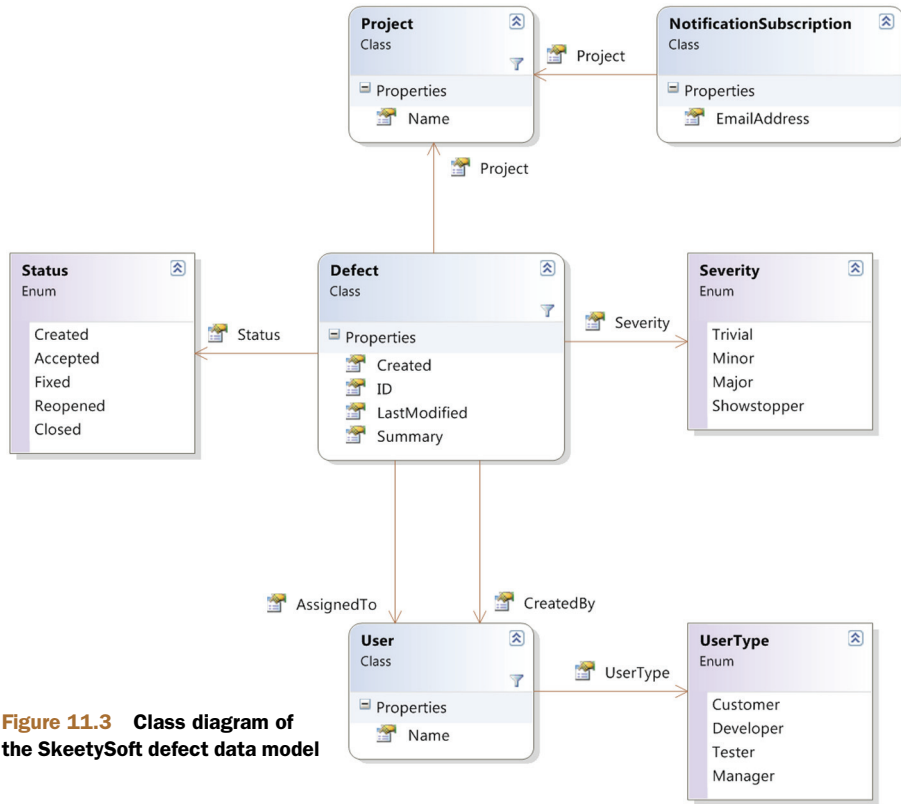 Project
Class
Properties
Name
Project
NotificationSubscription
Class
Properties
EmailAddress
Project
Status
Enum
Created
Accepted
Fixed
Reopened
Closed
Status
Defect
Class
Properties
Created
ID
LastModified
Summary
Severity
Severity
Enum
Trivial
Minor
Major
Showstopper
AssignedTo
CreatedBy
User
Class
Properties
Name
UserType
UserType
Enum
Customer
Developer
Tester
Manager
Figure 11.3 Class diagram of
the SkeetySoft defect data model